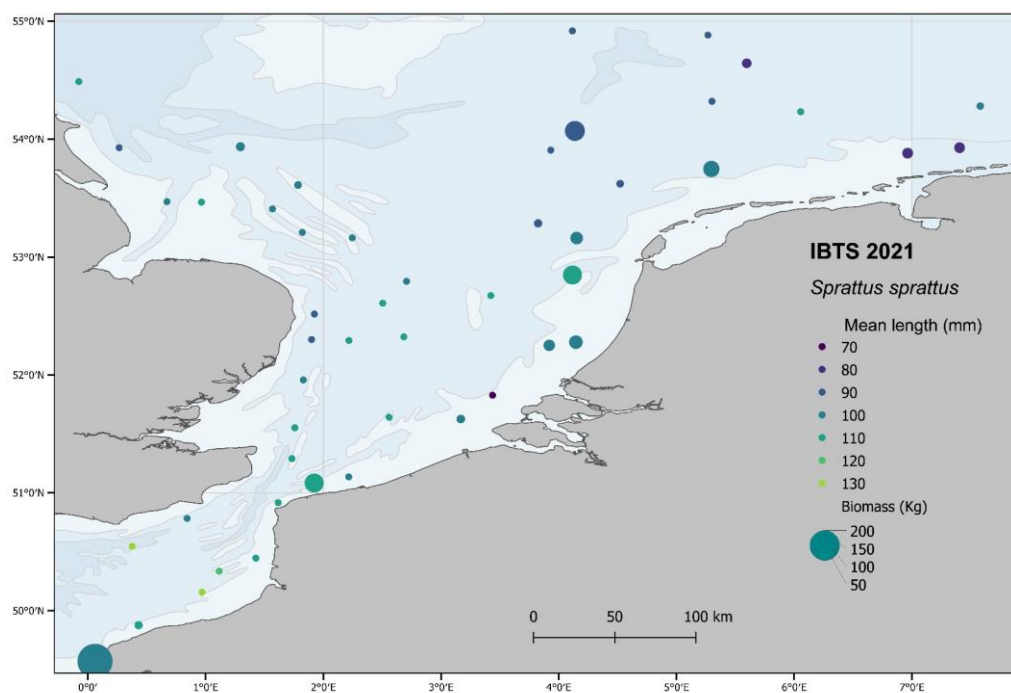 55°0'N
54°0'N
53°0'N
52°0'N
51°0'N
50°0'N
IBTS 2021
Sprattus sprattus
Mean length (mm)
70
80
90
100
110
120
130
Biomass (Kg)
200
150
100
50
0 50 100 km
0°0' 1°0'E 2°0'E 3°0'E 4°0'E 5°0'E 6°0'E 7°0'E